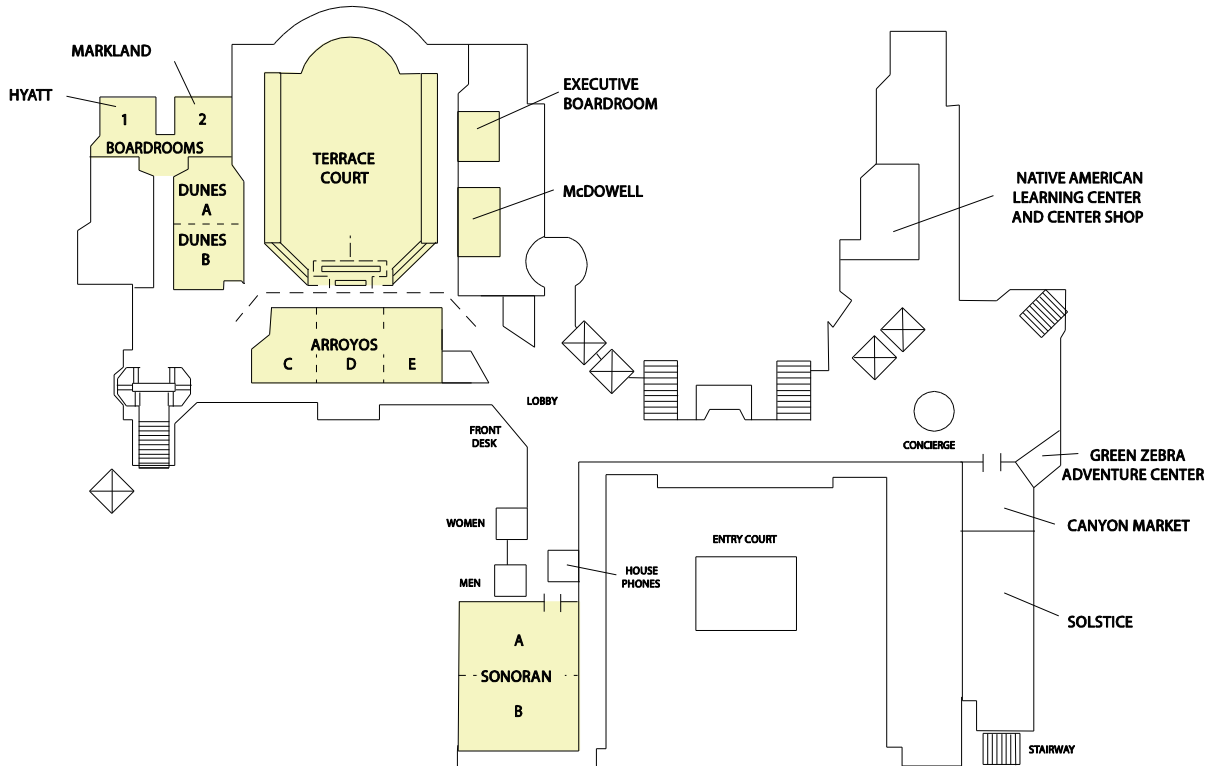 MARKLAND
HYATT
1
2
BOARDROOMS
DUNES
A
DUNES
B
TERRACE
COURT
EXECUTIVE
BOARDROOM
McDOWELL
NATIVE AMERICAN
LEARNING CENTER
AND CENTER SHOP
ARROYOS
C
D
E
LOBBY
FRONT
DESK
CONCIERGE
GREEN ZEBRA
ADVENTURE CENTER
CANYON MARKET
WOMEN
MEN
HOUSE
PHONES
ENTRY COURT
SOLSTICE
A
SONORAN
B
STAIRWAY